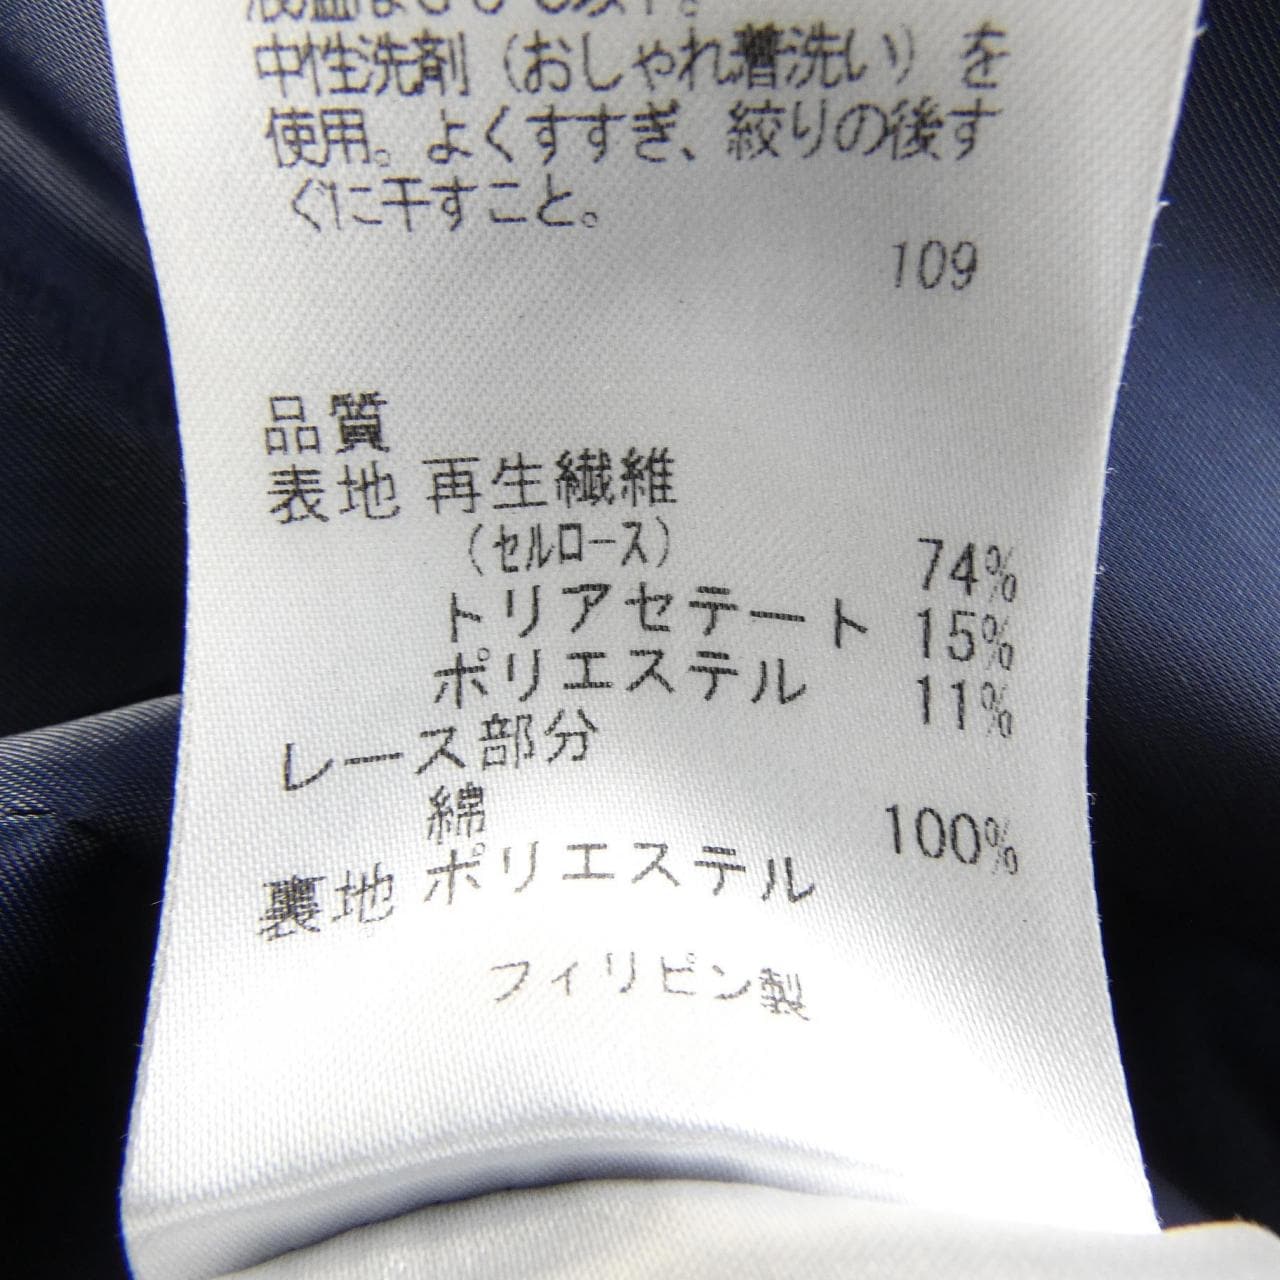 中性洗剤（おしゃれ着洗い）を
使用。よくすすぎ、絞りの後す
ぐに干すこと。
109
品質
表地 再生繊維
（セルロース） 74%
トリアセテート 15%
ポリエステル 11%
レース部分
綿 100%
裏地 ポリエステル
フィリピン製